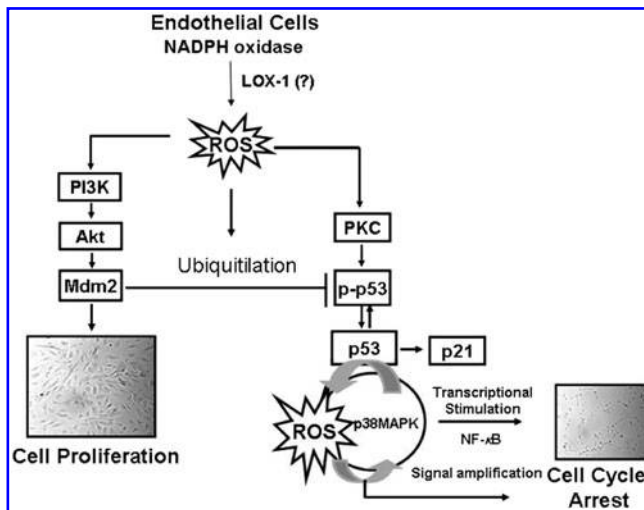 Endothelial Cells
NADPH oxidase
LOX-1 (?)
ROS
PI3K
PKC
Akt
Ubiquitilation
Mdm2
p-p53
p53
p21
ROS
p38MAPK
Transcriptional
Stimulation
NF-κB
Signal amplification
Cell Proliferation
Cell Cycle
Arrest